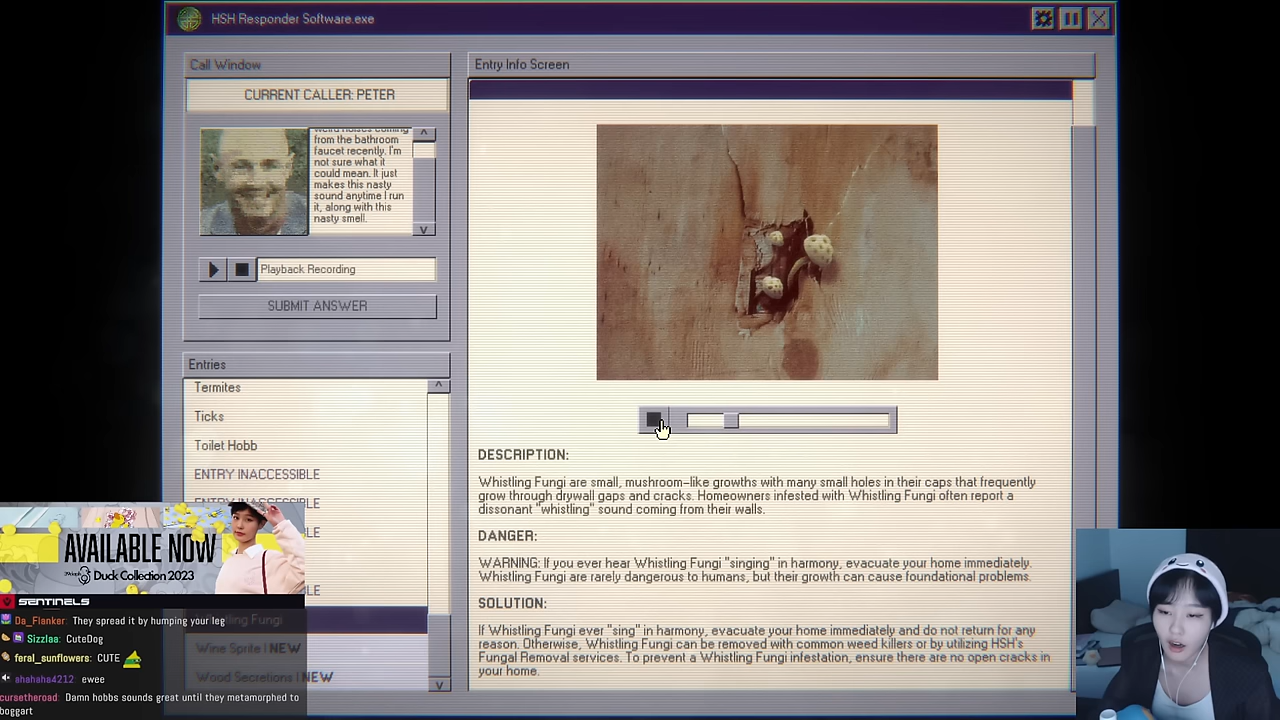 HSH Responder Software.exe
Call Window
CURRENT CALLER: PETER
weird noises coming
from the bathroom
faucet recently. I'm
not sure what it
could mean. It just
makes this nasty
sound anytime I run
it, along with this
nasty smell.
Playback Recording
SUBMIT ANSWER
Entries
Termites
Ticks
Toilet Hobb
ENTRY INACCESSIBLE
Wine Sprite | NEW
Wood Secretions | NEW
Entry Info Screen
DESCRIPTION:
Whistling Fungi are small, mushroom-like growths with many small holes in their caps that frequently
grow through drywall gaps and cracks. Homeowners infested with Whistling Fungi often report a
dissonant "whistling" sound coming from their walls.
DANGER:
WARNING: If you ever hear Whistling Fungi "singing" in harmony, evacuate your home immediately.
Whistling Fungi are rarely dangerous to humans, but their growth can cause foundational problems.
SOLUTION:
If Whistling Fungi ever "sing" in harmony, evacuate your home immediately and do not return for any
reason. Otherwise, Whistling Fungi can be removed with common weed killers or by utilizing HSH's
Fungal Removal services. To prevent a Whistling Fungi infestation, ensure there are no open cracks in
your home.
AVAILABLE NOW
Duck Collection 2023
SENTINELS
Da_Flanker: They spread it by humping your leg
Sizzlaa: CuteDog
feral_sunflowers: CUTE
ahahahs4212 ewee
cursetheroad: Damn hobbs sounds great until they metamorphed to
boggart